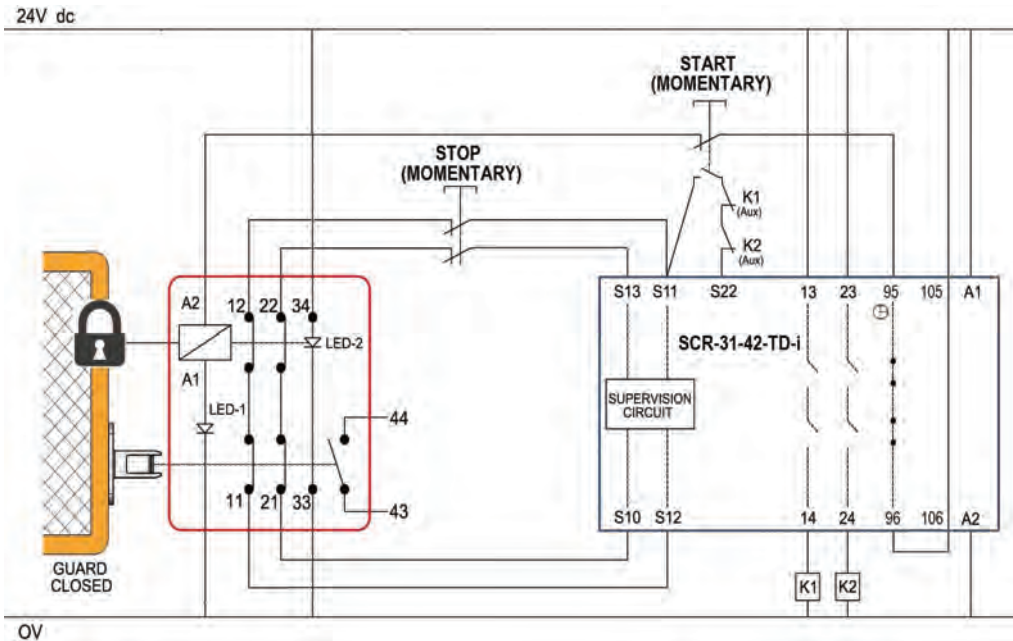 24V dc
START
(MOMENTARY)
STOP
(MOMENTARY)
K1
(Aux)
K2
(Aux)
A2
12
22
34
LED-2
A1
LED-1
44
11
21
33
43
GUARD
CLOSED
S13 S11 S22 13 23 95 105 A1
SCR-31-42-TD-i
SUPERVISION
CIRCUIT
S10 S12 14 24 96 106 A2
K1 K2
OV